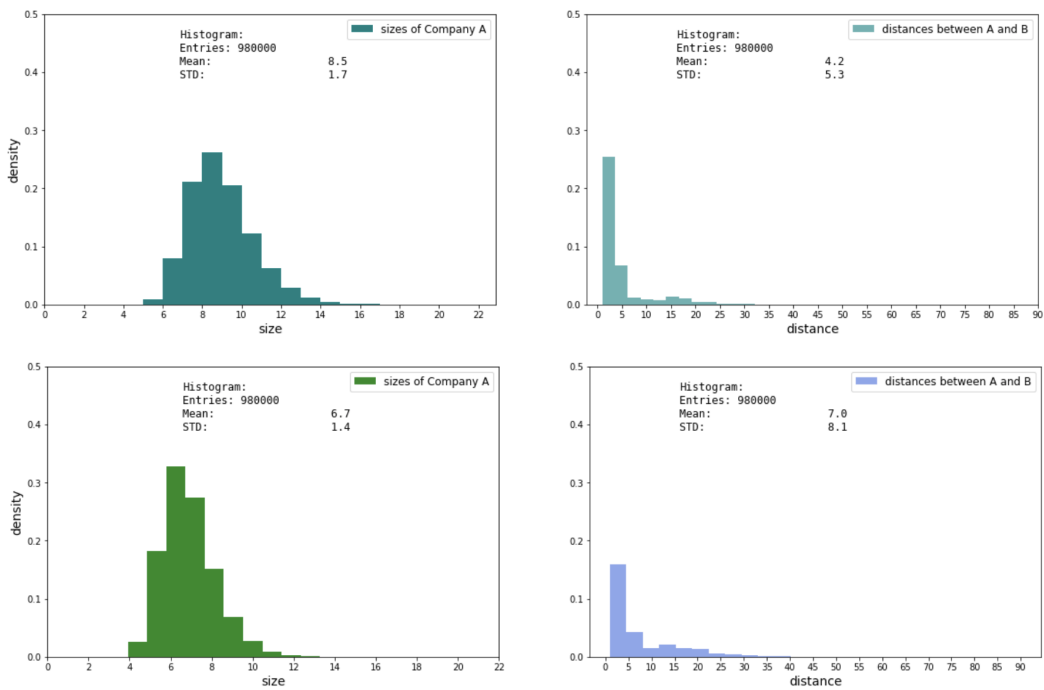 sizes of Company A
Histogram:
Entries: 980000
Mean: 8.5
STD: 1.7
0.5
0.4
0.3
0.2
0.1
0.0
density
0 2 4 6 8 10 12 14 16 18 20 22
size
distances between A and B
Histogram:
Entries: 980000
Mean: 4.2
STD: 5.3
0.5
0.4
0.3
0.2
0.1
0.0
0 5 10 15 20 25 30 35 40 45 50 55 60 65 70 75 80 85 90
distance
sizes of Company A
Histogram:
Entries: 980000
Mean: 6.7
STD: 1.4
0.5
0.4
0.3
0.2
0.1
0.0
density
0 2 4 6 8 10 12 14 16 18 20 22
size
distances between A and B
Histogram:
Entries: 980000
Mean: 7.0
STD: 8.1
0.5
0.4
0.3
0.2
0.1
0.0
0 5 10 15 20 25 30 35 40 45 50 55 60 65 70 75 80 85 90
distance